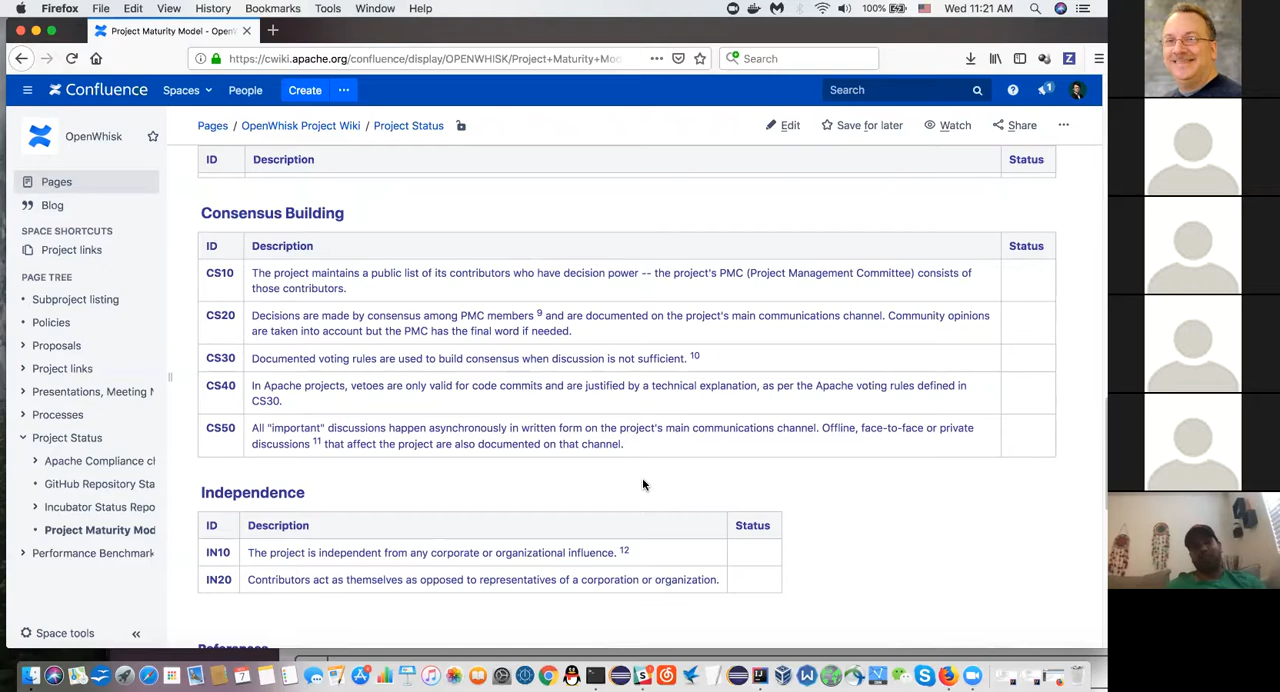 Firefox File Edit View History Bookmarks Tools Window Help 100% Wed 11:21 AM
Project Maturity Model - Open
https://cwiki.apache.org/confluence/display/OPENWHISK/Project+Maturity+Mo Search
Confluence Spaces People Create Search 1
OpenWhisk
Pages / OpenWhisk Project Wiki / Project Status
Edit Save for later Watch Share
Pages
Blog
SPACE SHORTCUTS
Project links
PAGE TREE
Subproject listing
Policies
Proposals
Project links
Presentations, Meeting
Processes
Project Status
Apache Compliance cl
GitHub Repository Sta
Incubator Status Repo
Project Maturity Mod
Performance Benchmark
Space tools
ID Description Status
Consensus Building
ID Description Status
CS10 The project maintains a public list of its contributors who have decision power -- the project's PMC (Project Management Committee) consists of
those contributors.
CS20 Decisions are made by consensus among PMC members 9 and are documented on the project's main communications channel. Community opinions
are taken into account but the PMC has the final word if needed.
CS30 Documented voting rules are used to build consensus when discussion is not sufficient. 10
CS40 In Apache projects, vetoes are only valid for code commits and are justified by a technical explanation, as per the Apache voting rules defined in
CS30.
CS50 All "important" discussions happen asynchronously in written form on the project's main communications channel. Offline, face-to-face or private
discussions 11 that affect the project are also documented on that channel.
Independence
ID Description Status
IN10 The project is independent from any corporate or organizational influence. 12
IN20 Contributors act as themselves as opposed to representatives of a corporation or organization.
References